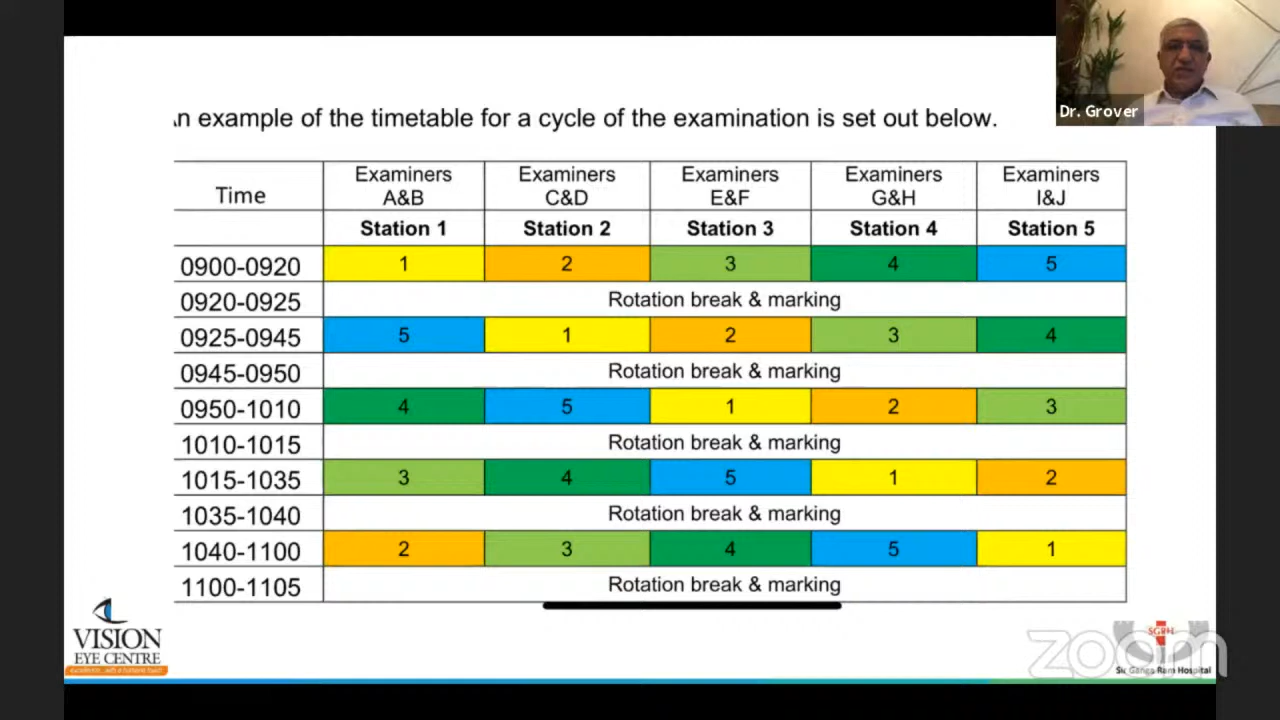 Dr. Grover
n example of the timetable for a cycle of the examination is set out below.
Time
Examiners A&B
Examiners C&D
Examiners E&F
Examiners G&H
Examiners I&J
Station 1 Station 2 Station 3 Station 4 Station 5
0900-0920 1 2 3 4 5
0920-0925 Rotation break & marking
0925-0945 5 1 2 3 4
0945-0950 Rotation break & marking
0950-1010 4 5 1 2 3
1010-1015 Rotation break & marking
1015-1035 3 4 5 1 2
1035-1040 Rotation break & marking
1040-1100 2 3 4 5 1
1100-1105 Rotation break & marking
VISION
EYE CENTRE
zoom
SGRH
Sir Ganga Ram Hospital